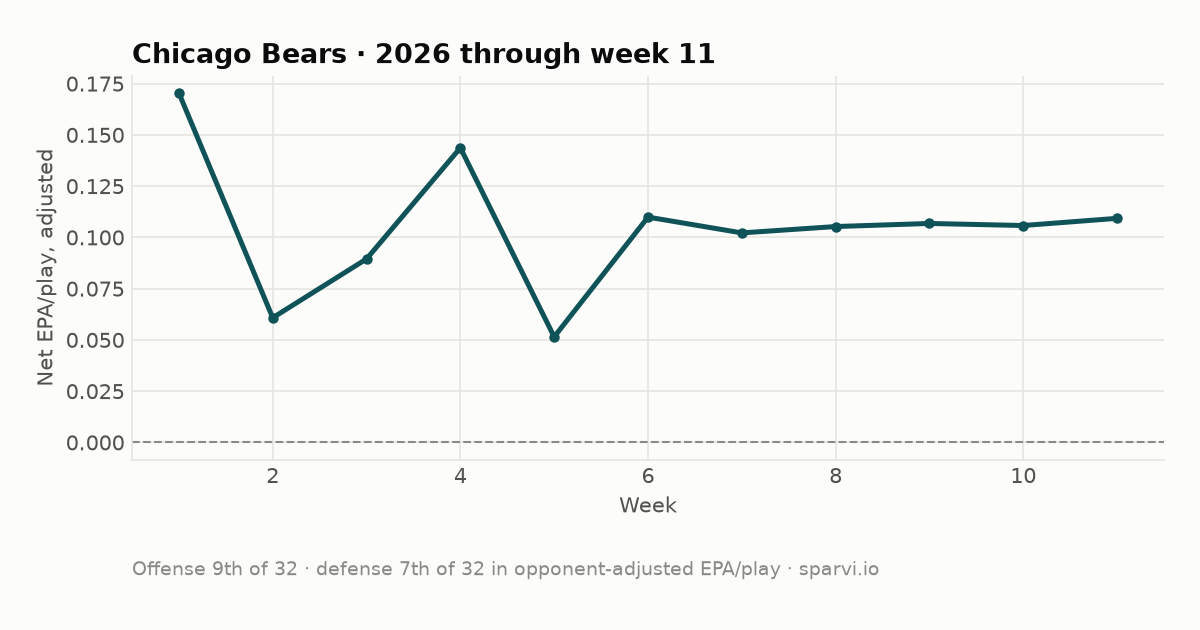 Chicago Bears · 2026 through week 11
Net EPA/play, adjusted
0.175
0.150
0.125
0.100
0.075
0.050
0.025
0.000
2 4 6 8 10
Week
Offense 9th of 32 · defense 7th of 32 in opponent-adjusted EPA/play · sparvi.io